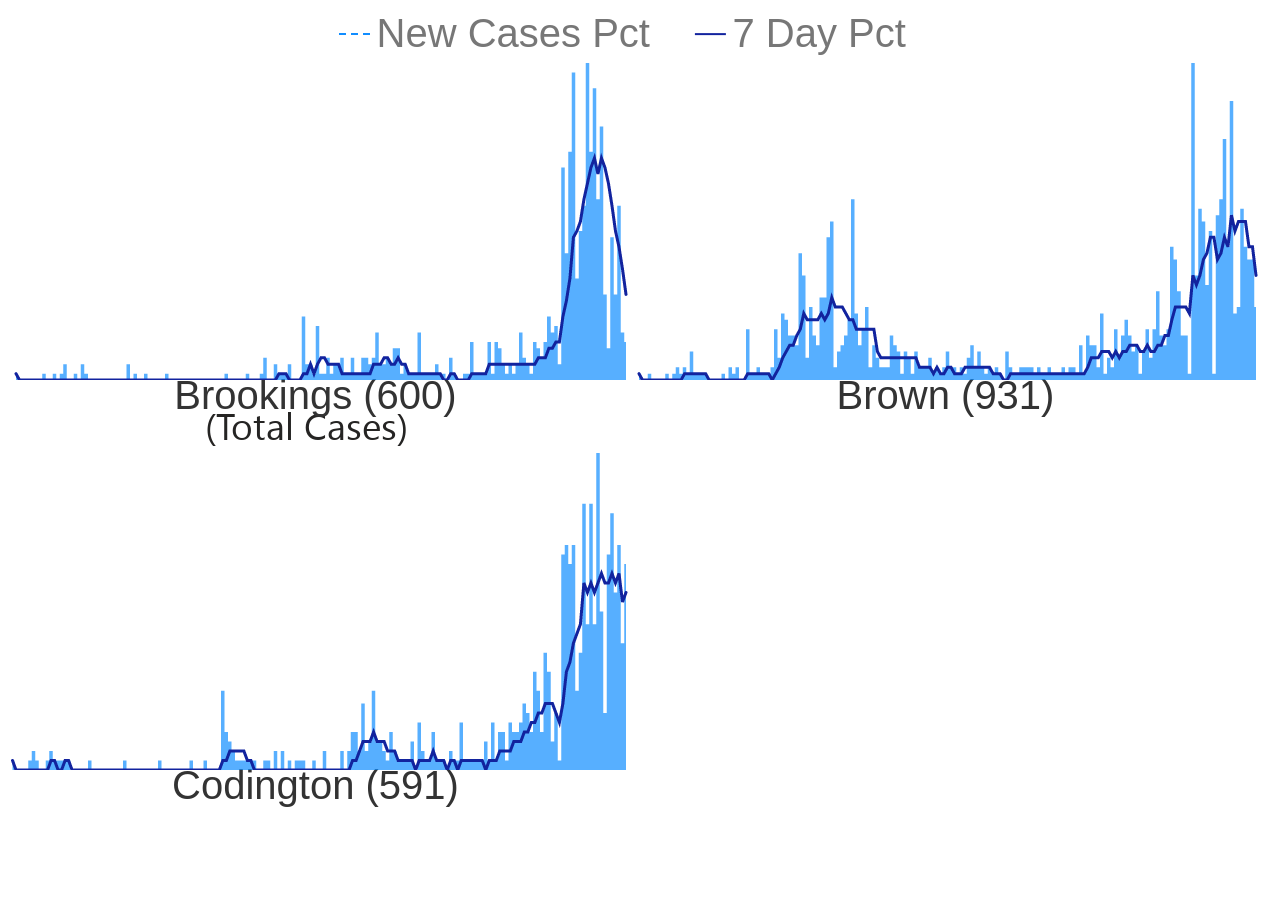 New Cases Pct 7 Day Pct
Brookings (600)
(Total Cases)
Brown (931)
Codington (591)